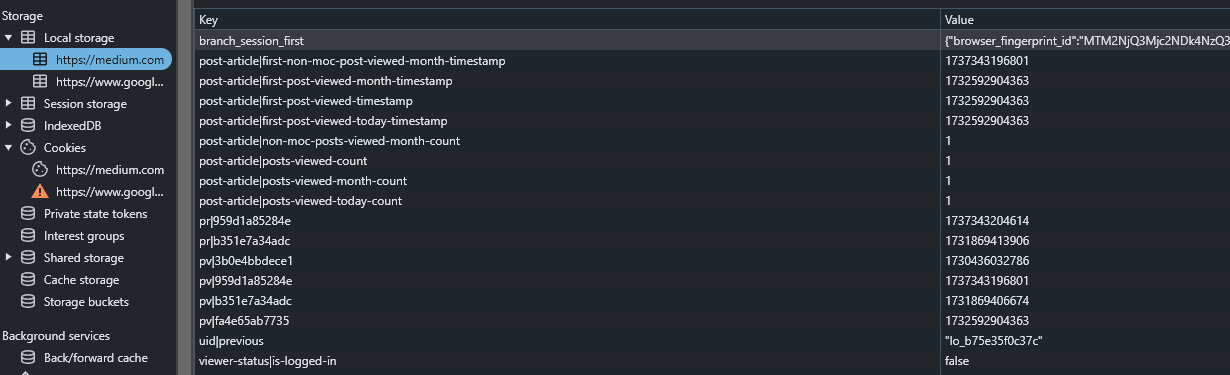 Storage
Local storage
https://medium.com
https://www.googl...
Session storage
IndexedDB
Cookies
https://medium.com
https://www.googl...
Private state tokens
Interest groups
Shared storage
Cache storage
Storage buckets
Background services
Back/forward cache
Key Value
branch_session_first {"browser_fingerprint_id":"MTM2NjQ3Mjc2NDk4NzQ3
post-article|first-non-moc-post-viewed-month-timestamp 1737343196801
post-article|first-post-viewed-month-timestamp 1732592904363
post-article|first-post-viewed-timestamp 1732592904363
post-article|first-post-viewed-today-timestamp 1732592904363
post-article|non-moc-posts-viewed-month-count 1
post-article|posts-viewed-count 1
post-article|posts-viewed-month-count 1
post-article|posts-viewed-today-count 1
pr|959d1a85284e 1737343204614
pr|b351e7a34adc 1731869413906
pv|3b0e4bbdece1 1730436032786
pv|959d1a85284e 1737343196801
pv|b351e7a34adc 1731869406674
pv|fa4e65ab7735 1732592904363
uid|previous "lo_b75e35f0c37c"
viewer-status|is-logged-in false